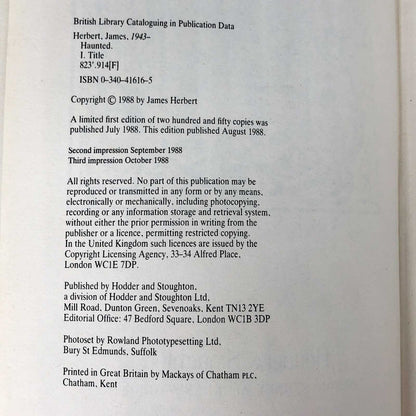 British Library Cataloguing in Publication Data
Herbert, James, 1943–
Haunted.
I. Title
823'.914[F]
ISBN 0–340–41616–5
Copyright © 1988 by James Herbert
A limited first edition of two hundred and fifty copies was
published July 1988. This edition published August 1988.
Second impression September 1988
Third impression October 1988
All rights reserved. No part of this publication may be
reproduced or transmitted in any form or by any means,
electronically or mechanically, including photocopying,
recording or any information storage and retrieval system,
without either the prior permission in writing from the
publisher or a licence, permitting restricted copying.
In the United Kingdom such licences are issued by the
Copyright Licensing Agency, 33–34 Alfred Place,
London WC1E 7DP.
Published by Hodder and Stoughton,
a division of Hodder and Stoughton Ltd,
Mill Road, Dunton Green, Sevenoaks, Kent TN13 2YE
Editorial Office: 47 Bedford Square, London WC1B 3DP
Photoset by Rowland Phototypesetting Ltd,
Bury St Edmunds, Suffolk
Printed in Great Britain by Mackays of Chatham PLC,
Chatham, Kent